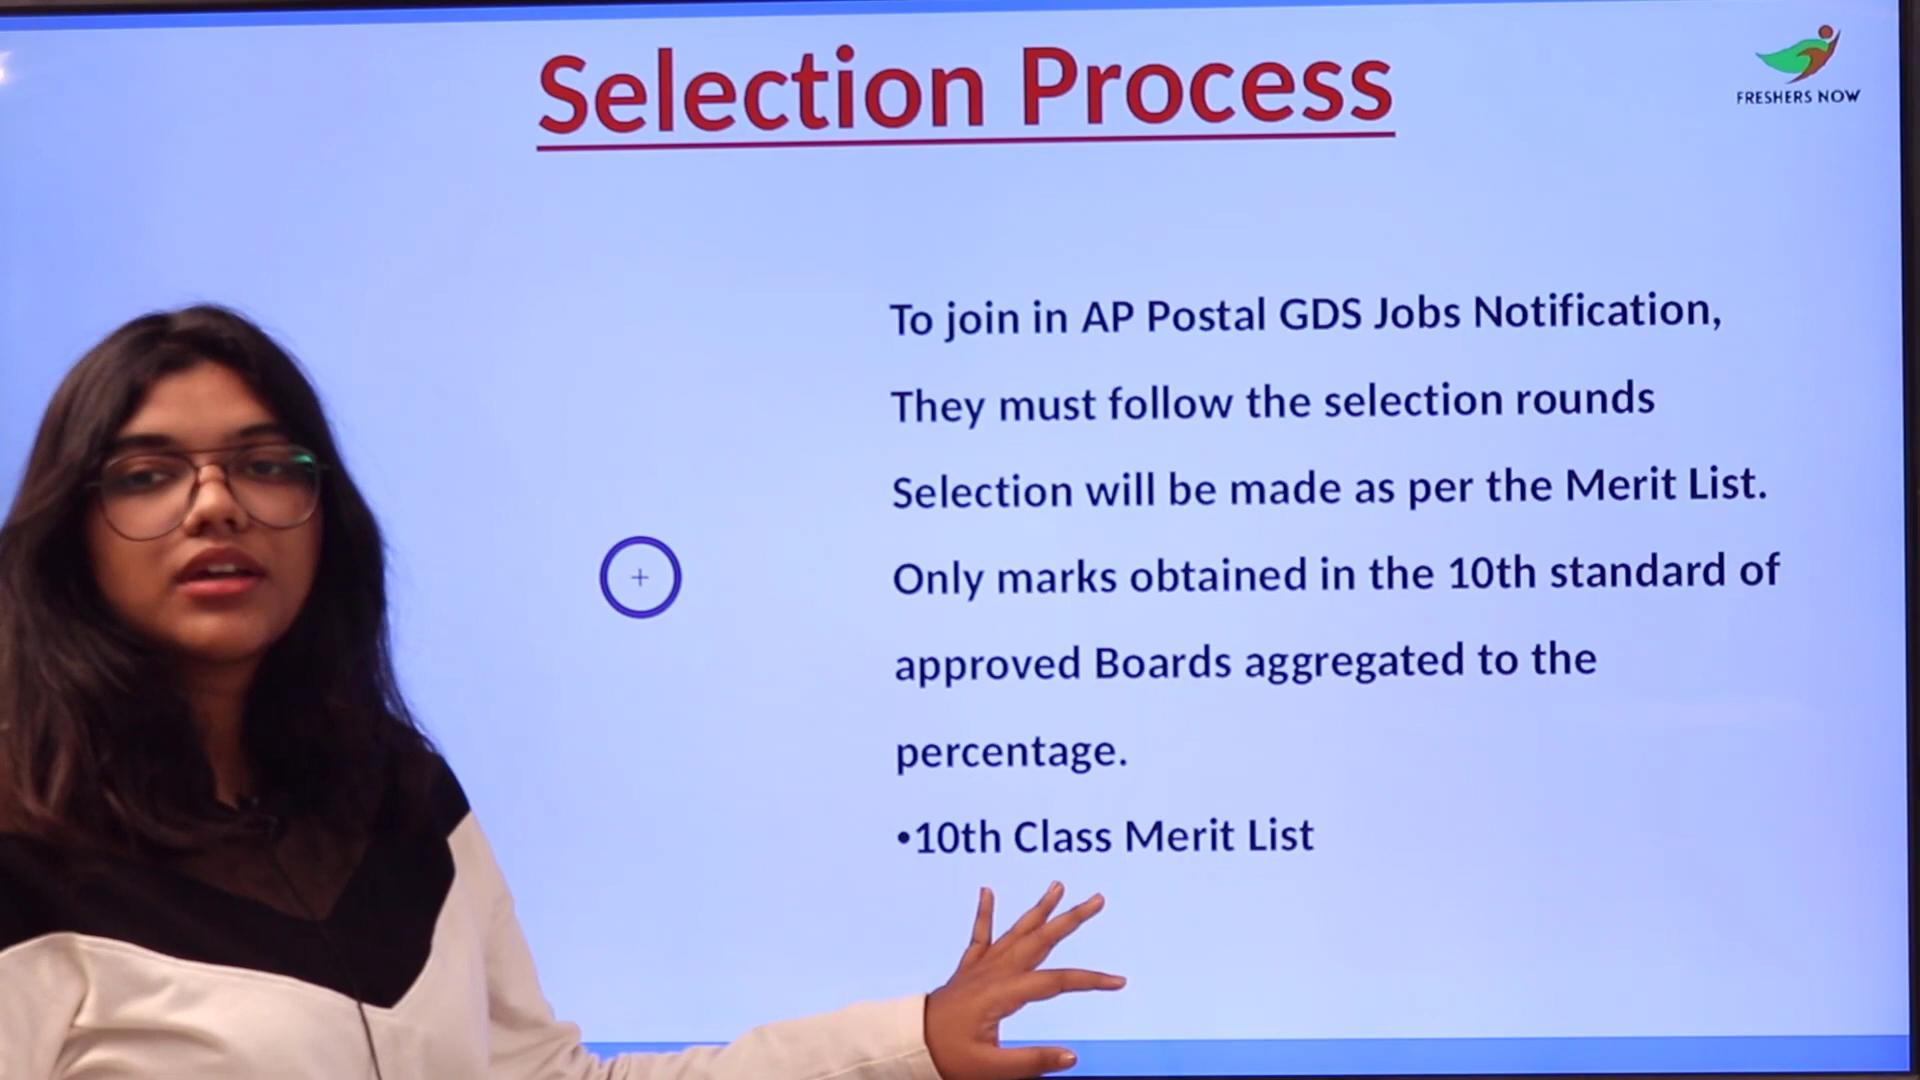 Selection Process
FRESHERS NOW
To join in AP Postal GDS Jobs Notification,
They must follow the selection rounds
Selection will be made as per the Merit List.
Only marks obtained in the 10th standard of
approved Boards aggregated to the
percentage.
•10th Class Merit List